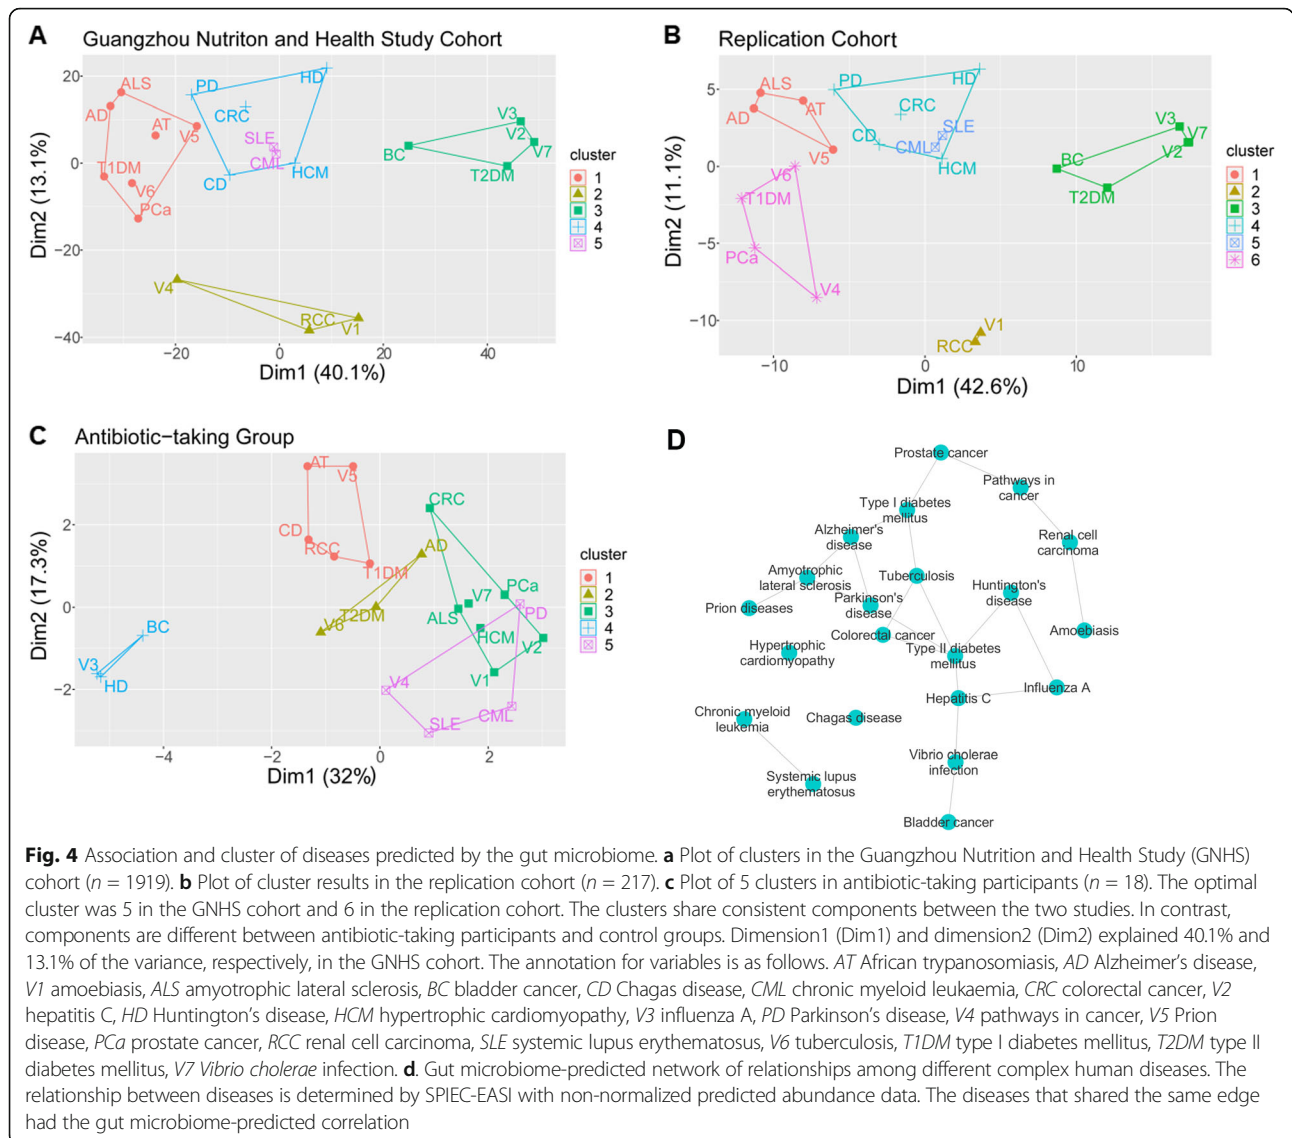 A
Guangzhou Nutriton and Health Study Cohort
20
0
−20
−40
Dim2 (13.1%)
ALS
AD
AT
V5
T1DM
V6
PCa
PD
HD
CRC
SLE
CML
CD
HCM
V3
V2
V7
BC
T2DM
V4
RCC
V1
−20
0
20
40
Dim1 (40.1%)
cluster
1
2
3
4
5
B
Replication Cohort
5
0
−5
−10
Dim2 (11.1%)
ALS
AT
AD
V5
PD
HD
CRC
SLE
CD
CML
HCM
V3
V7
V2
BC
T2DM
V6
T1DM
PCa
V4
V1
RCC
−10
0
10
Dim1 (42.6%)
cluster
1
2
3
4
5
6
C
Antibiotic−taking Group
2
0
−2
Dim2 (17.3%)
AT
V5
CD
RCC
T1DM
CRC
AD
T2DM
V6
V7
PCa
ALS
PD
HCM
V2
V1
BC
V3
HD
V4
SLE
CML
−4
−2
0
2
Dim1 (32%)
cluster
1
2
3
4
5
D
Prostate cancer
Pathways in
cancer
Type I diabetes
mellitus
Alzheimer's
disease
Renal cell
carcinoma
Amyotrophic
lateral sclerosis
Tuberculosis
Huntington's
disease
Prion diseases
Parkinson's
disease
Colorectal cancer
Amoebiasis
Hypertrophic
cardiomyopathy
Type II diabetes
mellitus
Hepatitis C
Influenza A
Chronic myeloid
leukemia
Chagas disease
Vibrio cholerae
infection
Systemic lupus
erythematosus
Bladder cancer
Fig. 4 Association and cluster of diseases predicted by the gut microbiome. a Plot of clusters in the Guangzhou Nutrition and Health Study (GNHS)
cohort (n = 1919). b Plot of cluster results in the replication cohort (n = 217). c Plot of 5 clusters in antibiotic-taking participants (n = 18). The optimal
cluster was 5 in the GNHS cohort and 6 in the replication cohort. The clusters share consistent components between the two studies. In contrast,
components are different between antibiotic-taking participants and control groups. Dimension1 (Dim1) and dimension2 (Dim2) explained 40.1% and
13.1% of the variance, respectively, in the GNHS cohort. The annotation for variables is as follows. AT African trypanosomiasis, AD Alzheimer’s disease,
V1 amoebiasis, ALS amyotrophic lateral sclerosis, BC bladder cancer, CD Chagas disease, CML chronic myeloid leukaemia, CRC colorectal cancer, V2
hepatitis C, HD Huntington’s disease, HCM hypertrophic cardiomyopathy, V3 influenza A, PD Parkinson’s disease, V4 pathways in cancer, V5 Prion
disease, PCa prostate cancer, RCC renal cell carcinoma, SLE systemic lupus erythematosus, V6 tuberculosis, T1DM type I diabetes mellitus, T2DM type II
diabetes mellitus, V7 Vibrio cholerae infection. d. Gut microbiome-predicted network of relationships among different complex human diseases. The
relationship between diseases is determined by SPIEC-EASI with non-normalized predicted abundance data. The diseases that shared the same edge
had the gut microbiome-predicted correlation